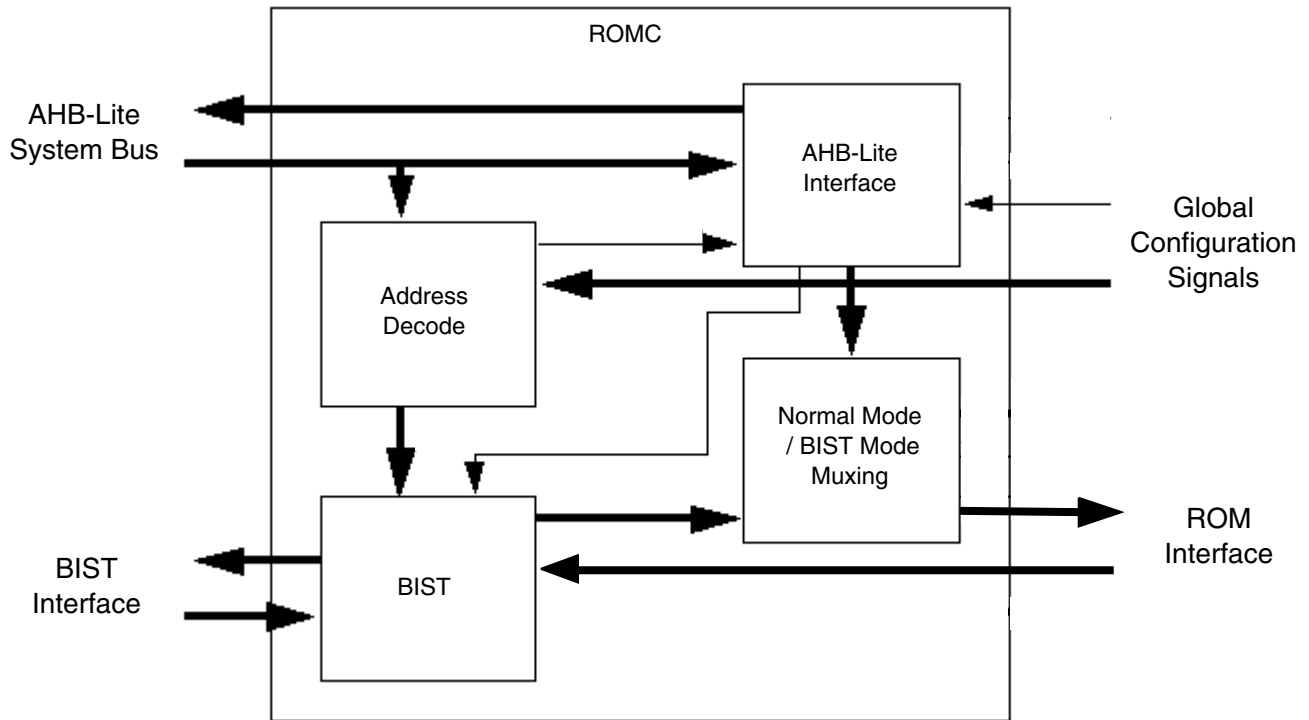 ROMC
AHB-Lite
System Bus
AHB-Lite
Interface
Global
Configuration
Signals
Address
Decode
Normal Mode
/ BIST Mode
Muxing
ROM
Interface
BIST
Interface
BIST